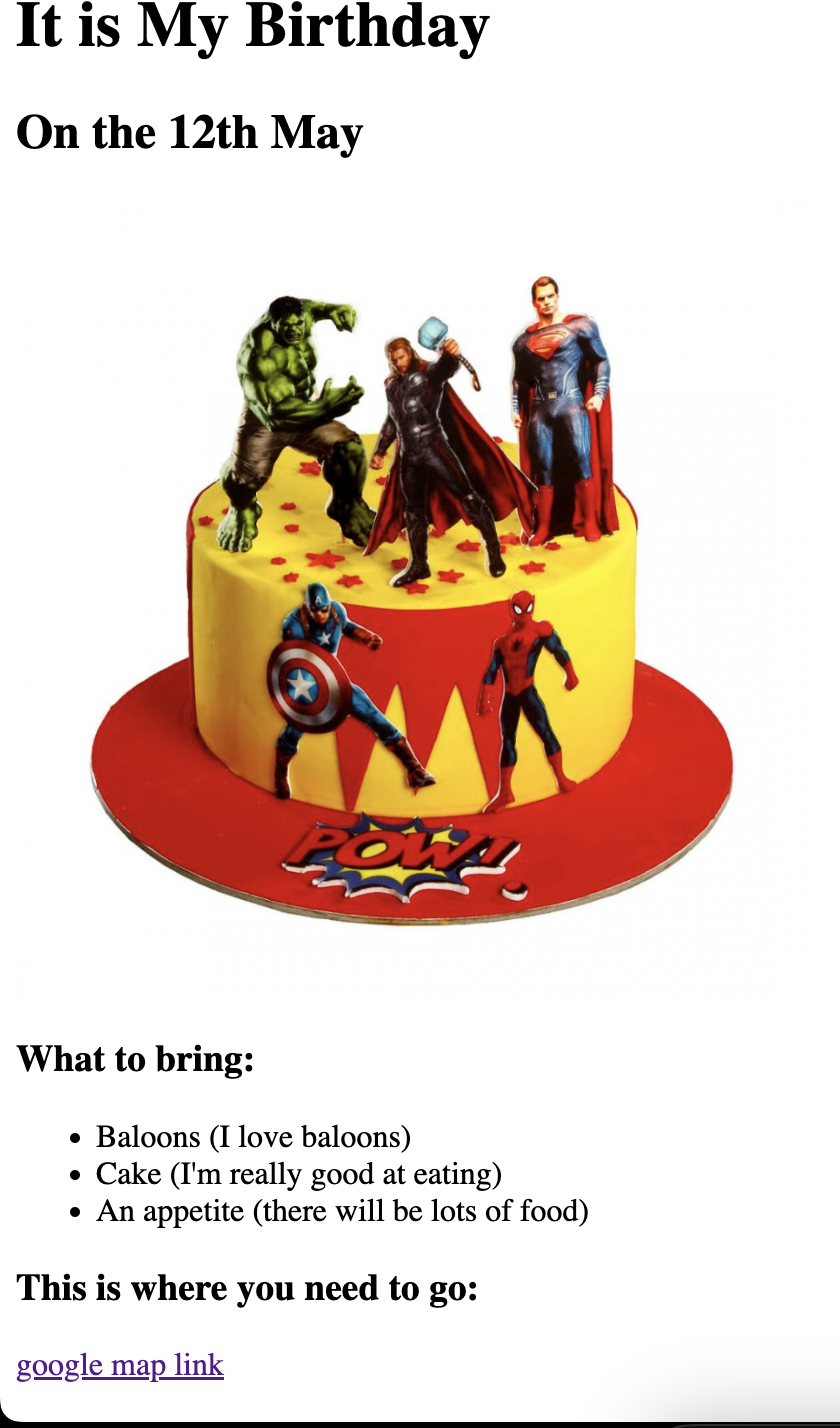 It is My Birthday
On the 12th May
POW!
What to bring:
Baloons (I love baloons)
Cake (I'm really good at eating)
An appetite (there will be lots of food)
This is where you need to go:
google map link